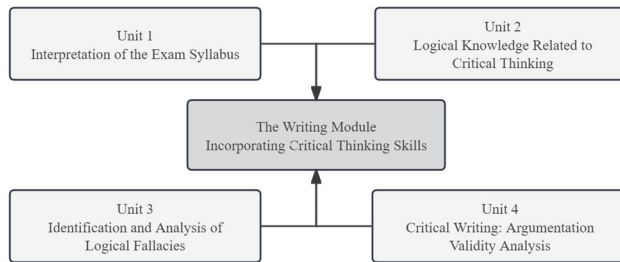 Unit 1
Interpretation of the Exam Syllabus
Unit 2
Logical Knowledge Related to
Critical Thinking
The Writing Module
Incorporating Critical Thinking Skills
Unit 3
Identification and Analysis of
Logical Fallacies
Unit 4
Critical Writing: Argumentation
Validity Analysis